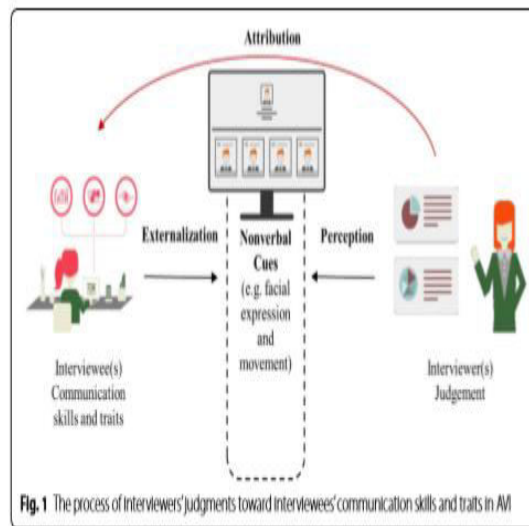 Attribution
Externalization
Nonverbal
Cues
(e.g. facial
expression
and
movement)
Perception
Interviewee(s)
Communication
skills and traits
Interviewer(s)
Judgement
Fig. 1 The process of interviewers' judgments toward interviewees' communication skills and traits in AVI